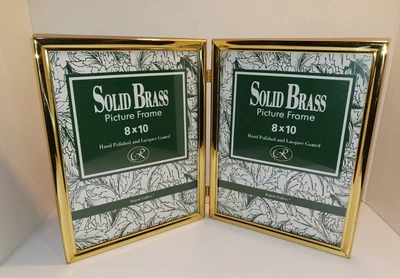 SOLID BRASS
Picture Frame
8x10
Hand Polished and Lacquer Coated
SOLID BRASS
Picture Frame
8x10
Hand Polished and Lacquer Coated